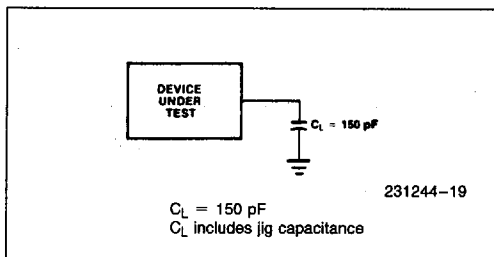 DEVICE
UNDER
TEST
C_L = 150 pF
231244-19
C_L = 150 pF
C_L includes jig capacitance